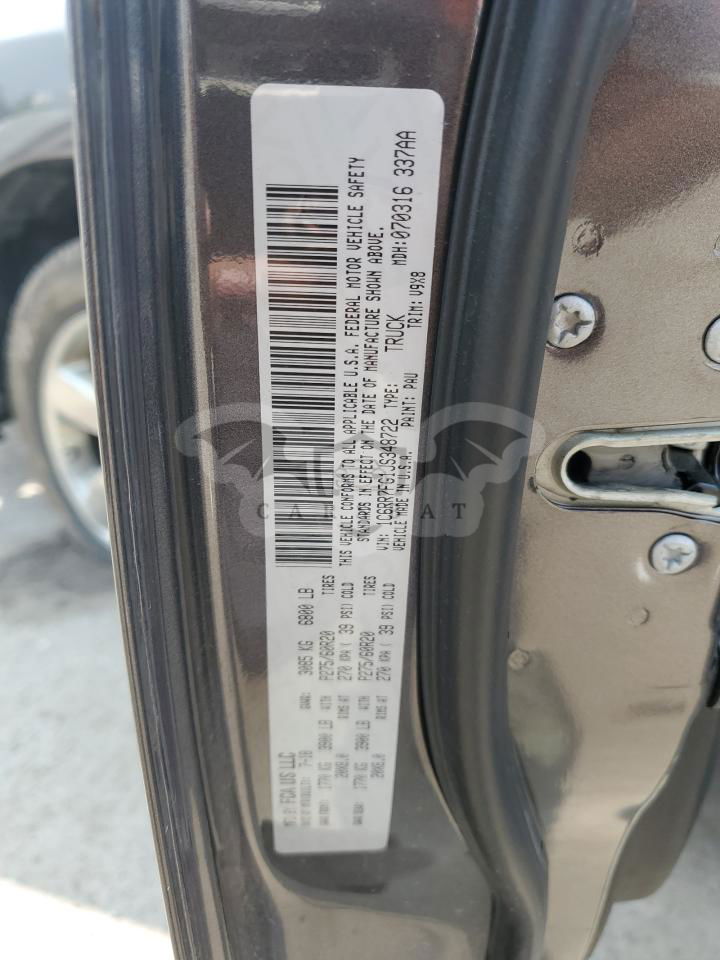 MFD BY FCA US LLC
DATE OF MFR(BUILT): 7-18
GVWR: 3085 KG 6800 LB
GAWR FRONT: 1770 KG 3900 LB WITH P275/60R20 TIRES
20X8.0 RIMS AT 270 KPA ( 39 PSI) COLD
GAWR REAR: 1770 KG 3900 LB WITH P275/60R20 TIRES
20X8.0 RIMS AT 270 KPA ( 39 PSI) COLD
THIS VEHICLE CONFORMS TO ALL APPLICABLE U.S.A. FEDERAL MOTOR VEHICLE SAFETY
STANDARDS IN EFFECT ON THE DATE OF MANUFACTURE SHOWN ABOVE.
VIN: 1C6RR7FG1JS348722 TYPE: TRUCK MDH:070316 337AA
VEHICLE MADE IN U.S.A. PAINT: PAU TRIM: V9X8